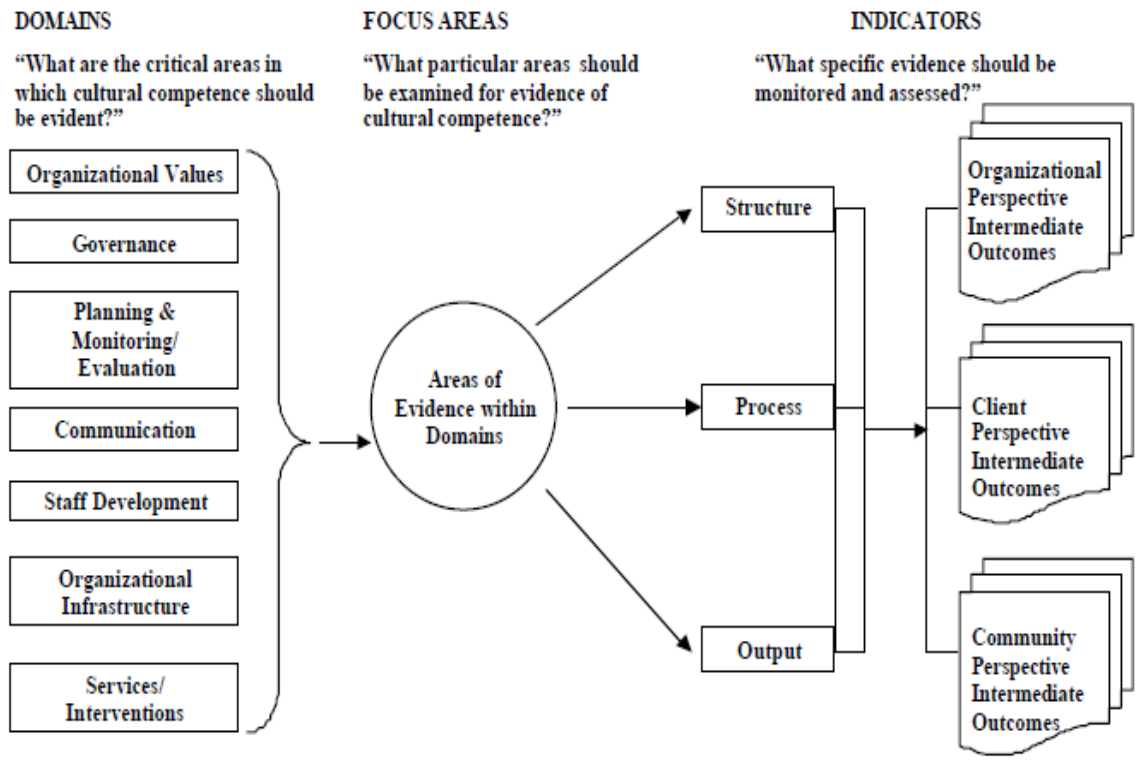 DOMAINS
“What are the critical areas in
which cultural competence should
be evident?”
Organizational Values
Governance
Planning &
Monitoring/
Evaluation
Communication
Staff Development
Organizational
Infrastructure
Services/
Interventions
FOCUS AREAS
“What particular areas should
be examined for evidence of
cultural competence?”
Areas of
Evidence within
Domains
Structure
Process
Output
INDICATORS
“What specific evidence should be
monitored and assessed?”
Organizational
Perspective
Intermediate
Outcomes
Client
Perspective
Intermediate
Outcomes
Community
Perspective
Intermediate
Outcomes